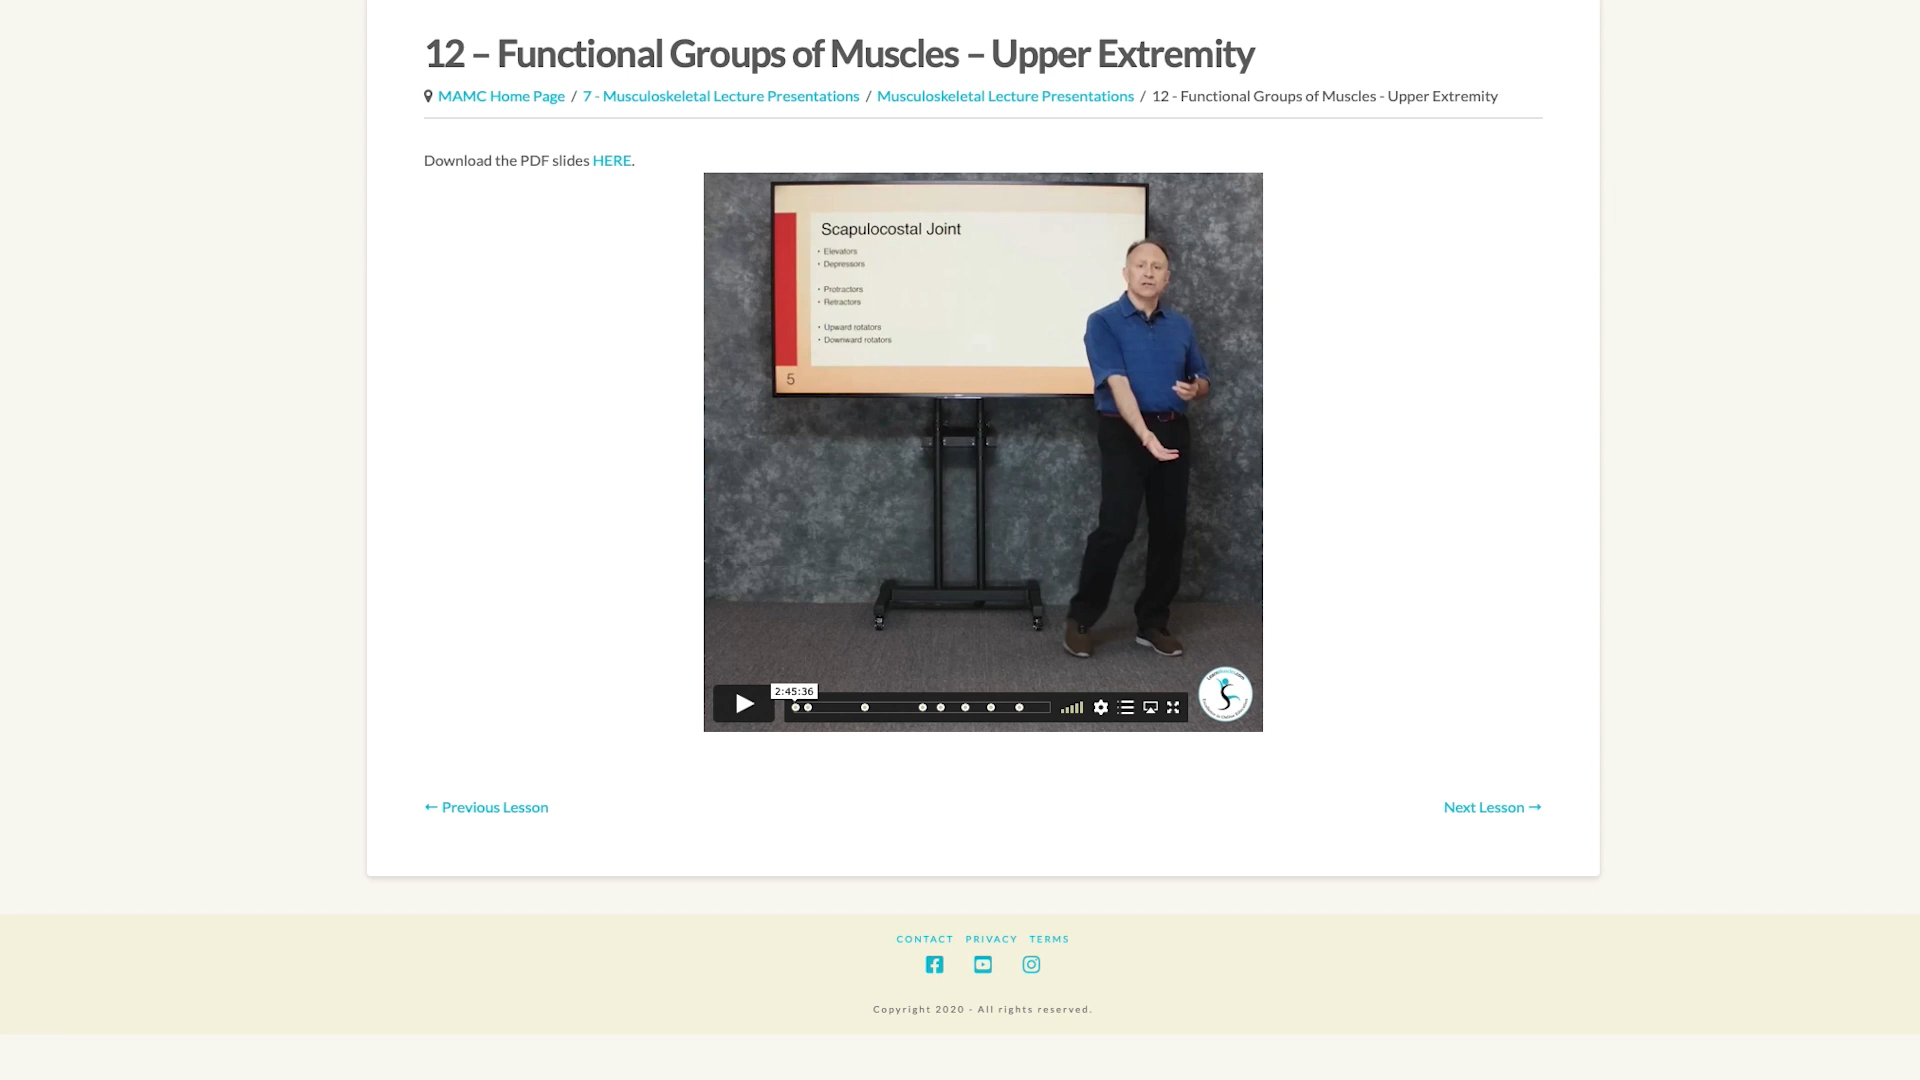 12 – Functional Groups of Muscles – Upper Extremity
MAMC Home Page / 7 - Musculoskeletal Lecture Presentations / Musculoskeletal Lecture Presentations / 12 - Functional Groups of Muscles - Upper Extremity
Download the PDF slides HERE.
Scapulocostal Joint
• Elevators
• Depressors
• Protractors
• Retractors
• Upward rotators
• Downward rotators
5
2:45:36
← Previous Lesson
Next Lesson →
CONTACT PRIVACY TERMS
Copyright 2020 - All rights reserved.